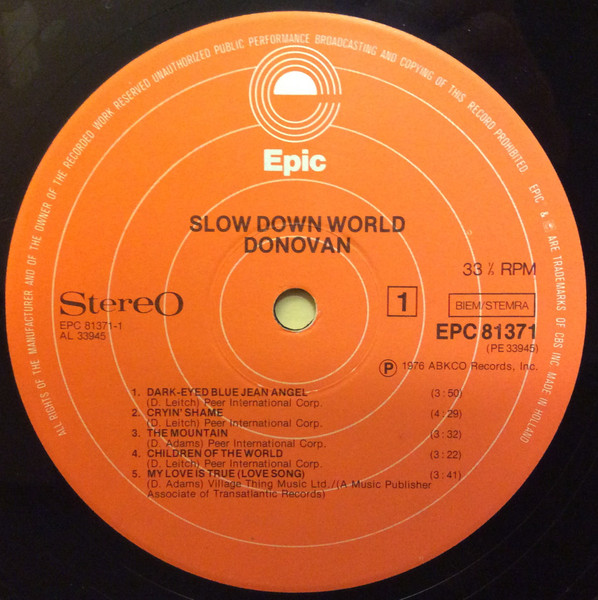 ALL RIGHTS OF THE MANUFACTURER AND OF THE OWNER OF THE RECORDED WORK RESERVED UNAUTHORIZED PUBLIC PERFORMANCE BROADCASTING AND COPYING OF THIS RECORD PROHIBITED. EPIC & ARE TRADEMARKS OF CBS INC. MADE IN HOLLAND
Epic
SLOW DOWN WORLD
DONOVAN
33⅓ RPM
Stereo
1
BIEM/STEMRA
EPC 81371-1
AL 33945
EPC 81371
(PE 33945)
Ⓟ 1976 ABKCO Records, Inc.
1. DARK-EYED BLUE JEAN ANGEL (3:50)
(D. Leitch) Peer International Corp.
2. CRYIN' SHAME (4:29)
(D. Leitch) Peer International Corp.
3. THE MOUNTAIN (3:32)
(D. Adams) Peer International Corp.
4. CHILDREN OF THE WORLD (3:22)
(D. Leitch) Peer International Corp.
5. MY LOVE IS TRUE (LOVE SONG) (3:41)
(D. Adams) Village Thing Music Ltd./(A Music Publisher
Associate of Transatlantic Records)